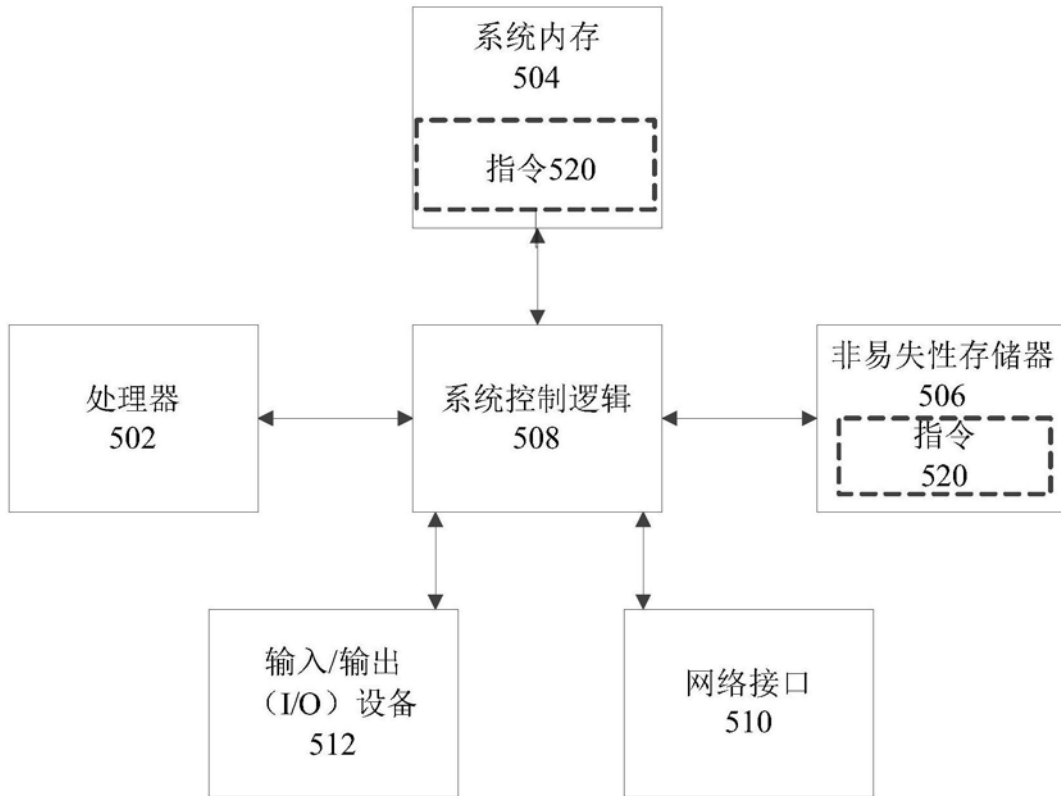 系统内存
504
指令520
处理器
502
系统控制逻辑
508
非易失性存储器
506
指令
520
输入/输出
（I/O）设备
512
网络接口
510